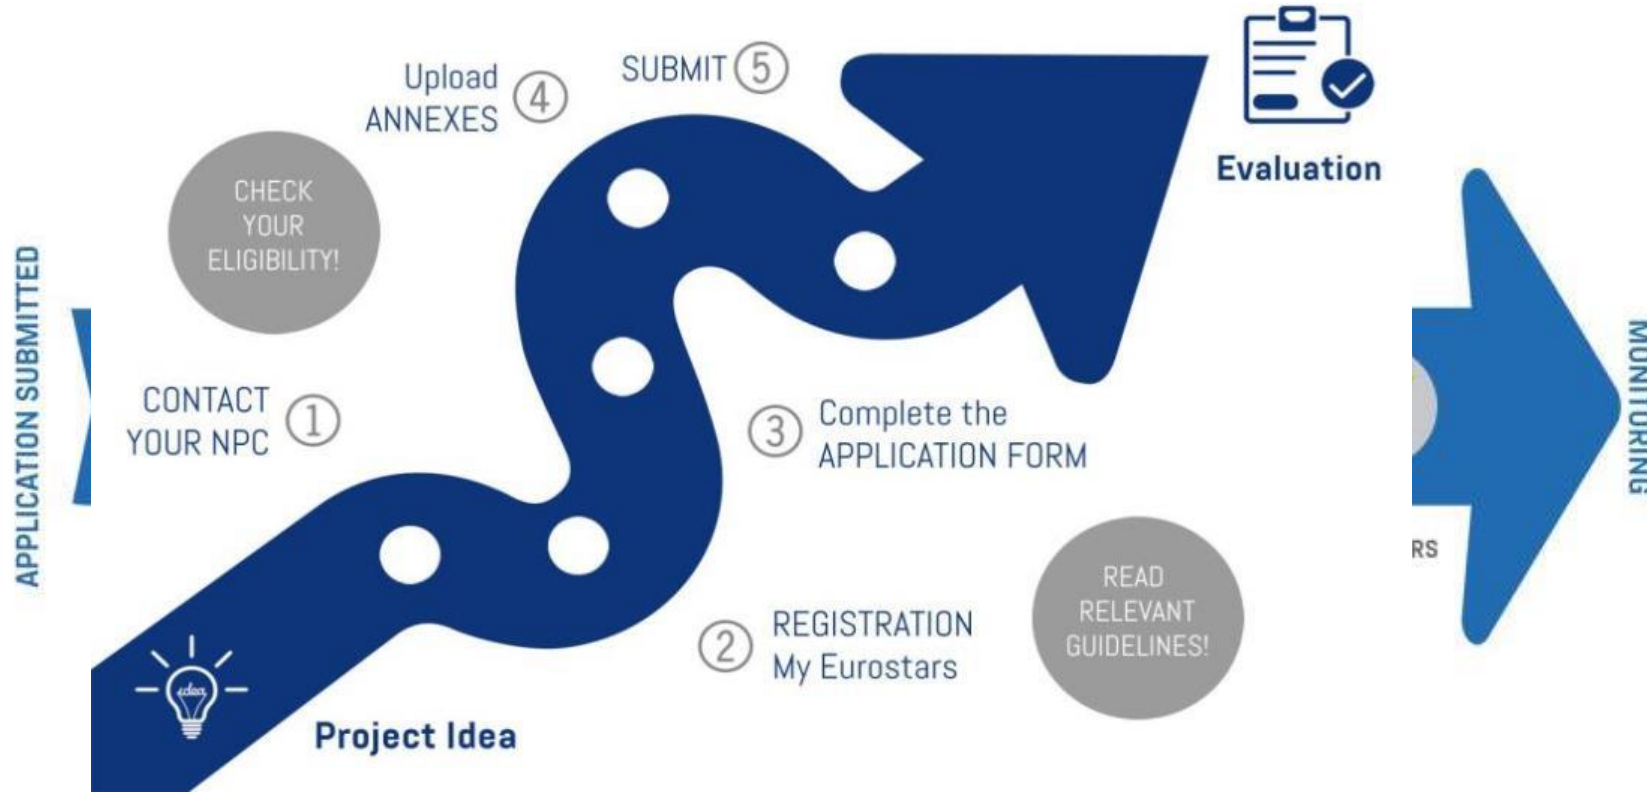 APPLICATION SUBMITTED
Upload
ANNEXES
4
SUBMIT 5
Evaluation
CHECK
YOUR
ELIGIBILITY!
CONTACT
YOUR NPC
1
3
Complete the
APPLICATION FORM
2
REGISTRATION
My Eurostars
READ
RELEVANT
GUIDELINES!
idea
Project Idea
RS
MONITORING